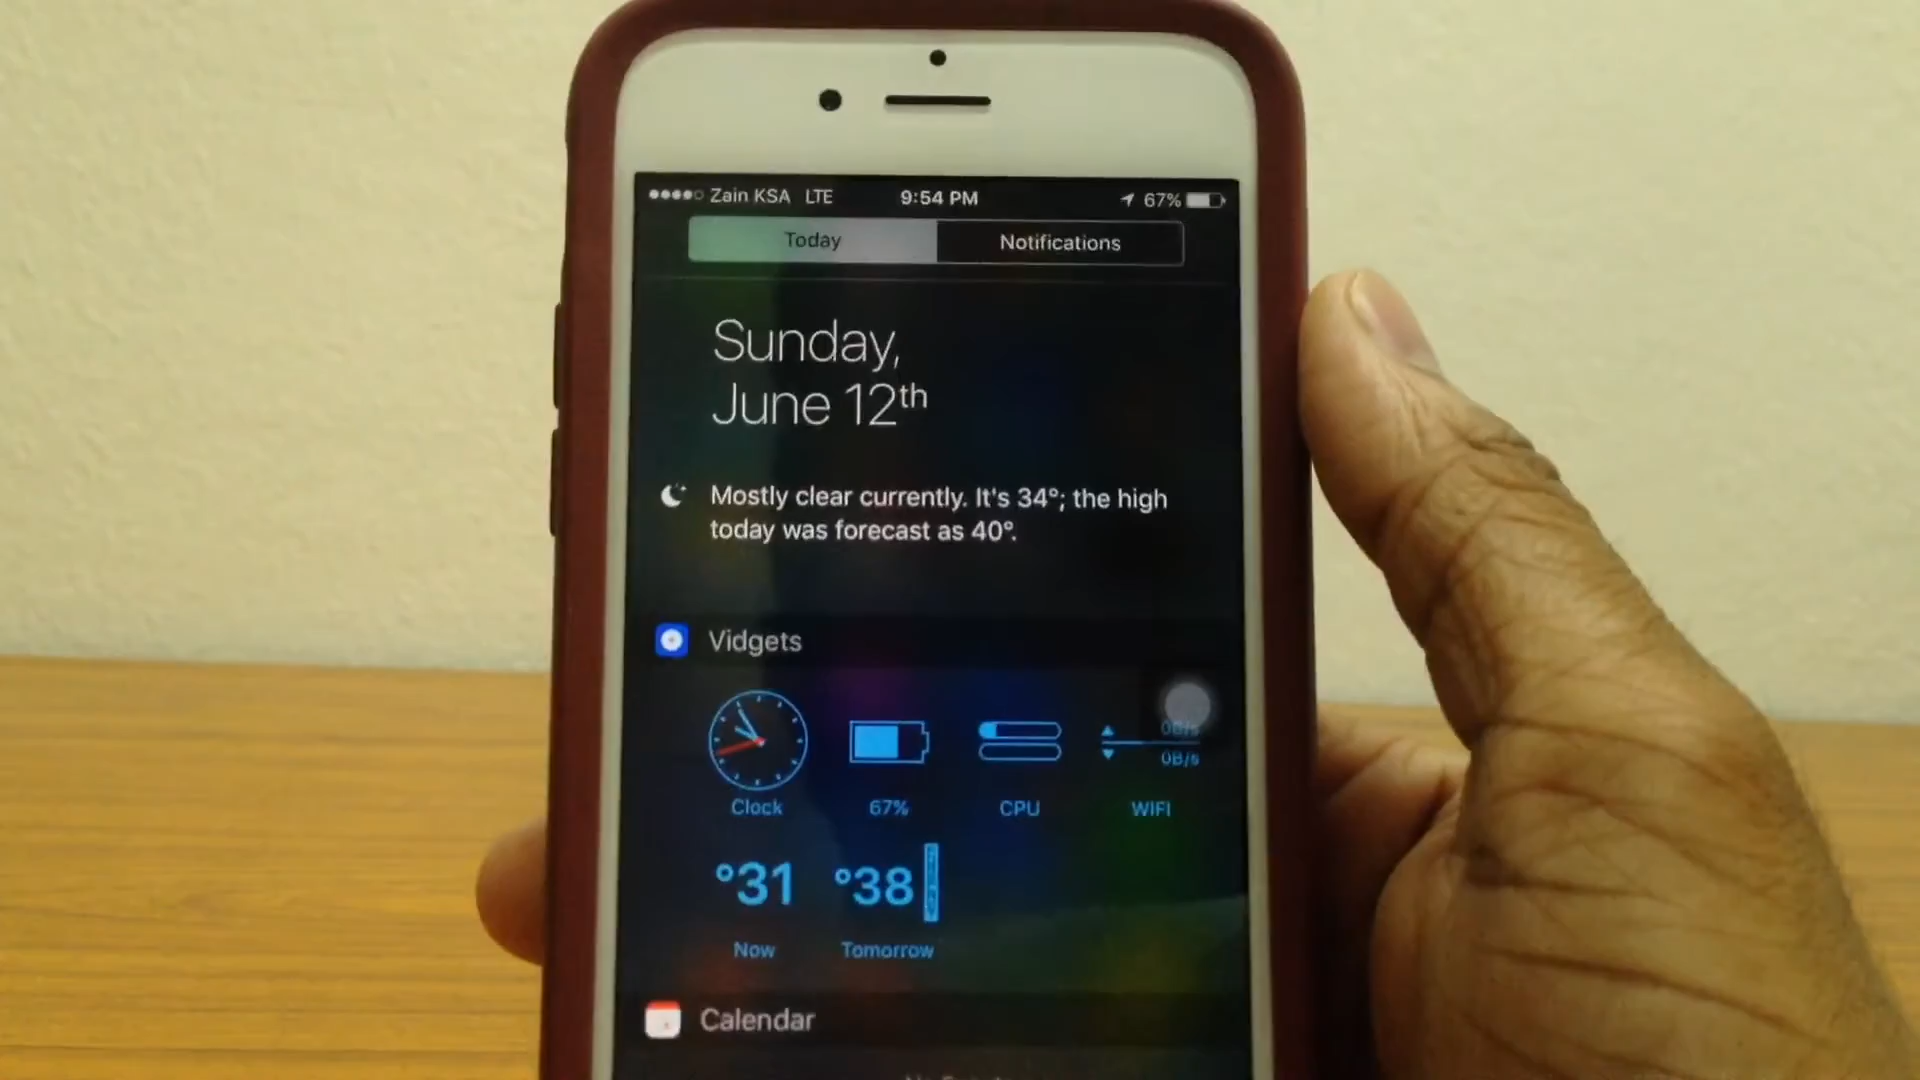 Zain KSA LTE 9:54 PM 67%
Today Notifications
Sunday,
June 12th
Mostly clear currently. It's 34°; the high
today was forecast as 40°.
Vidgets
0B/s
0B/s
Clock 67% CPU WIFI
°31 °38
Now Tomorrow
Calendar